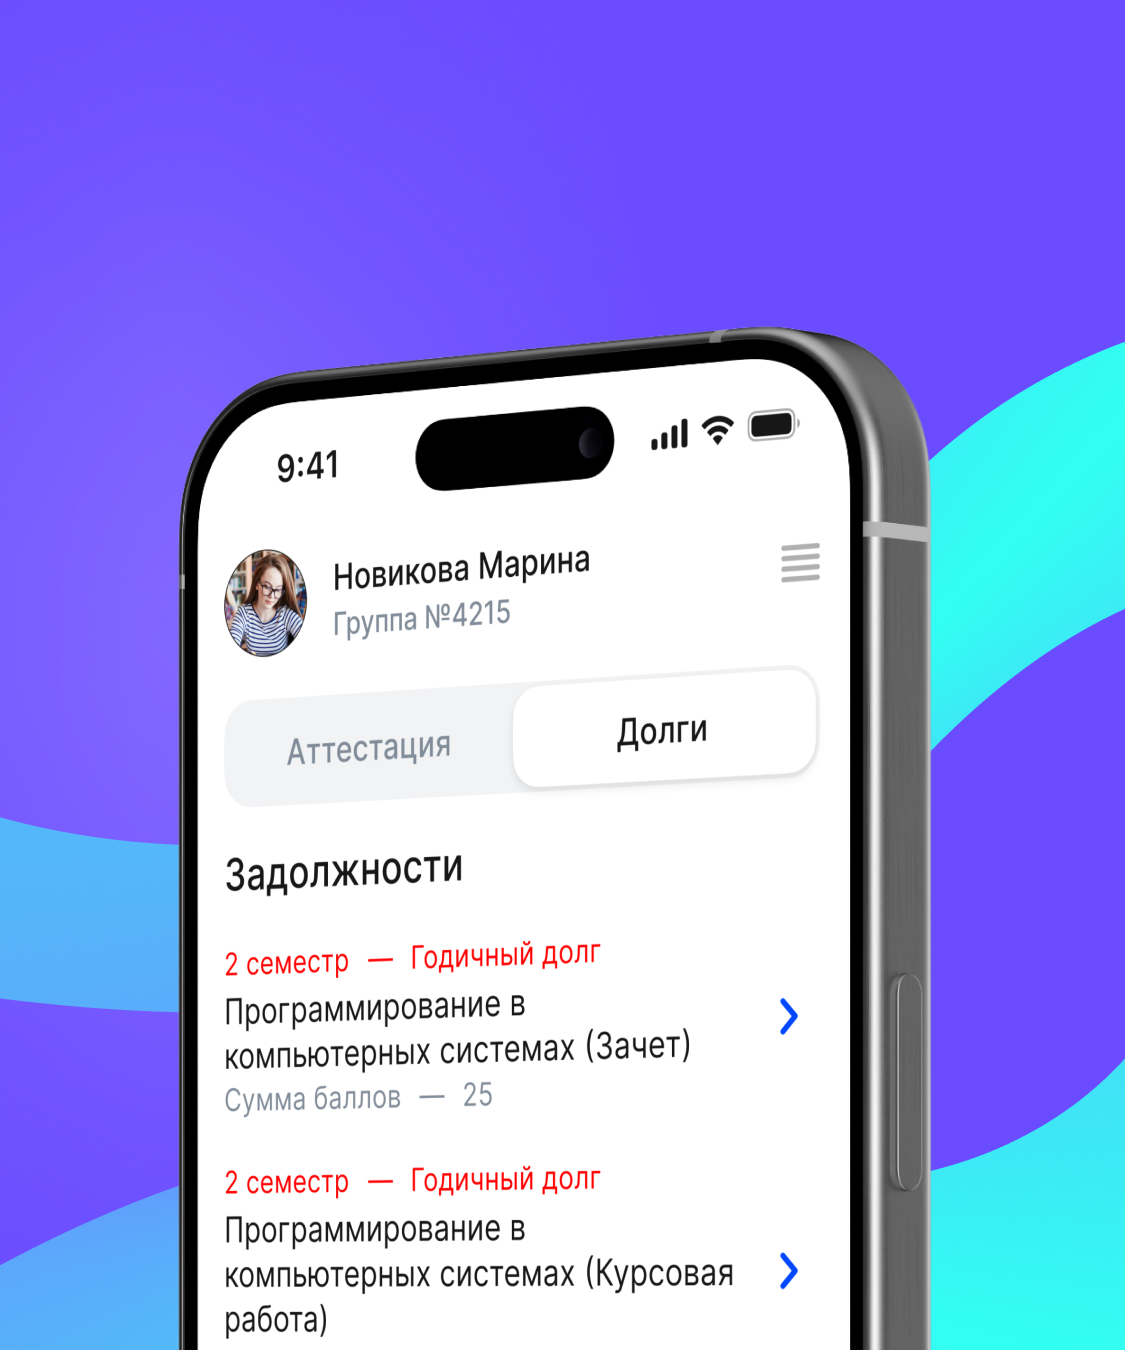 9:41
Новикова Марина
Группа №4215
Аттестация
Долги
Задолжности
2 семестр — Годичный долг
Программирование в
компьютерных системах (Зачет)
Сумма баллов — 25
2 семестр — Годичный долг
Программирование в
компьютерных системах (Курсовая
работа)